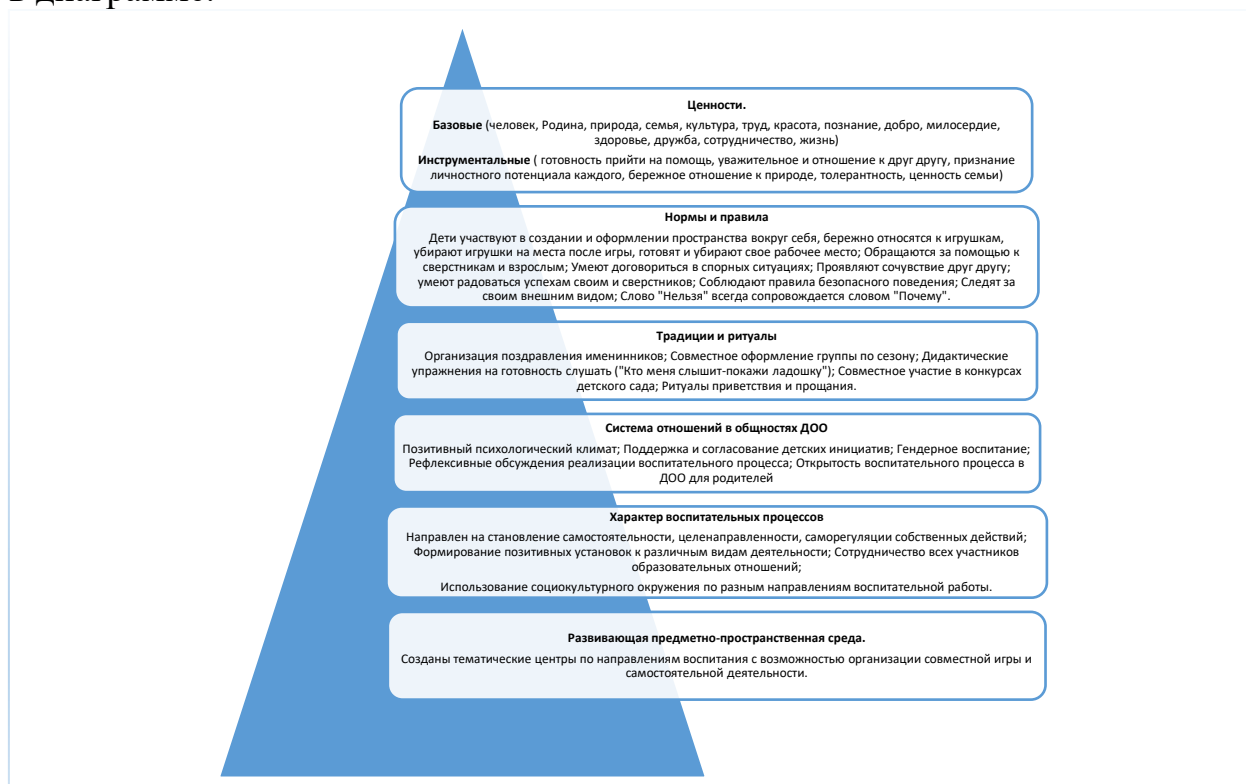 в диаграмме:
Ценности.
Базовые (человек, Родина, природа, семья, культура, труд, красота, познание, добро, милосердие,
здоровье, дружба, сотрудничество, жизнь)
Инструментальные ( готовность прийти на помощь, уважительное и отношение к друг другу, признание
личностного потенциала каждого, бережное отношение к природе, толерантность, ценность семьи)
Нормы и правила
Дети участвуют в создании и оформлении пространства вокруг себя, бережно относятся к игрушкам,
убирают игрушки на места после игры, готовят и убирают свое рабочее место; Обращаются за помощью к
сверстникам и взрослым; Умеют договориться в спорных ситуациях; Проявляют сочувствие друг другу;
умеют радоваться успехам своим и сверстников; Соблюдают правила безопасного поведения; Следят за
своим внешним видом; Слово "Нельзя" всегда сопровождается словом "Почему".
Традиции и ритуалы
Организация поздравления именинников; Совместное оформление группы по сезону; Дидактические
упражнения на готовность слушать ("Кто меня слышит-покажи ладошку"); Совместное участие в конкурсах
детского сада; Ритуалы приветствия и прощания.
Система отношений в общностях ДОО
Позитивный психологический климат; Поддержка и согласование детских инициатив; Гендерное воспитание;
Рефлексивные обсуждения реализации воспитательного процесса; Открытость воспитательного процесса в
ДОО для родителей
Характер воспитательных процессов
Направлен на становление самостоятельности, целенаправленности, саморегуляции собственных действий;
Формирование позитивных установок к различным видам деятельности; Сотрудничество всех участников
образовательных отношений;
Использование социокультурного окружения по разным направлениям воспитательной работы.
Развивающая предметно-пространственная среда.
Созданы тематические центры по направлениям воспитания с возможностью организации совместной игры и
самостоятельной деятельности.